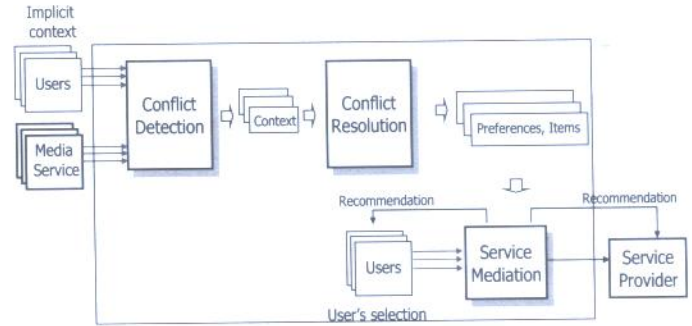 Implicit
context
Users
Media
Service
Conflict
Detection
Context
Conflict
Resolution
Preferences, Items
Recommendation
Recommendation
Users
Service
Mediation
Service
Provider
User's selection